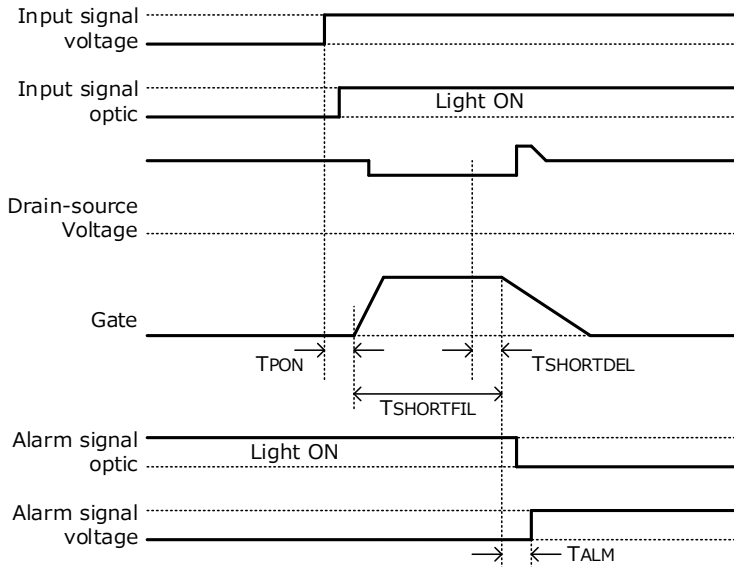 Input signal
voltage
Input signal
optic
Light ON
Drain-source
Voltage
Gate
TPON
TSHORTDEL
TSHORTFIL
Alarm signal
optic
Light ON
Alarm signal
voltage
TALM